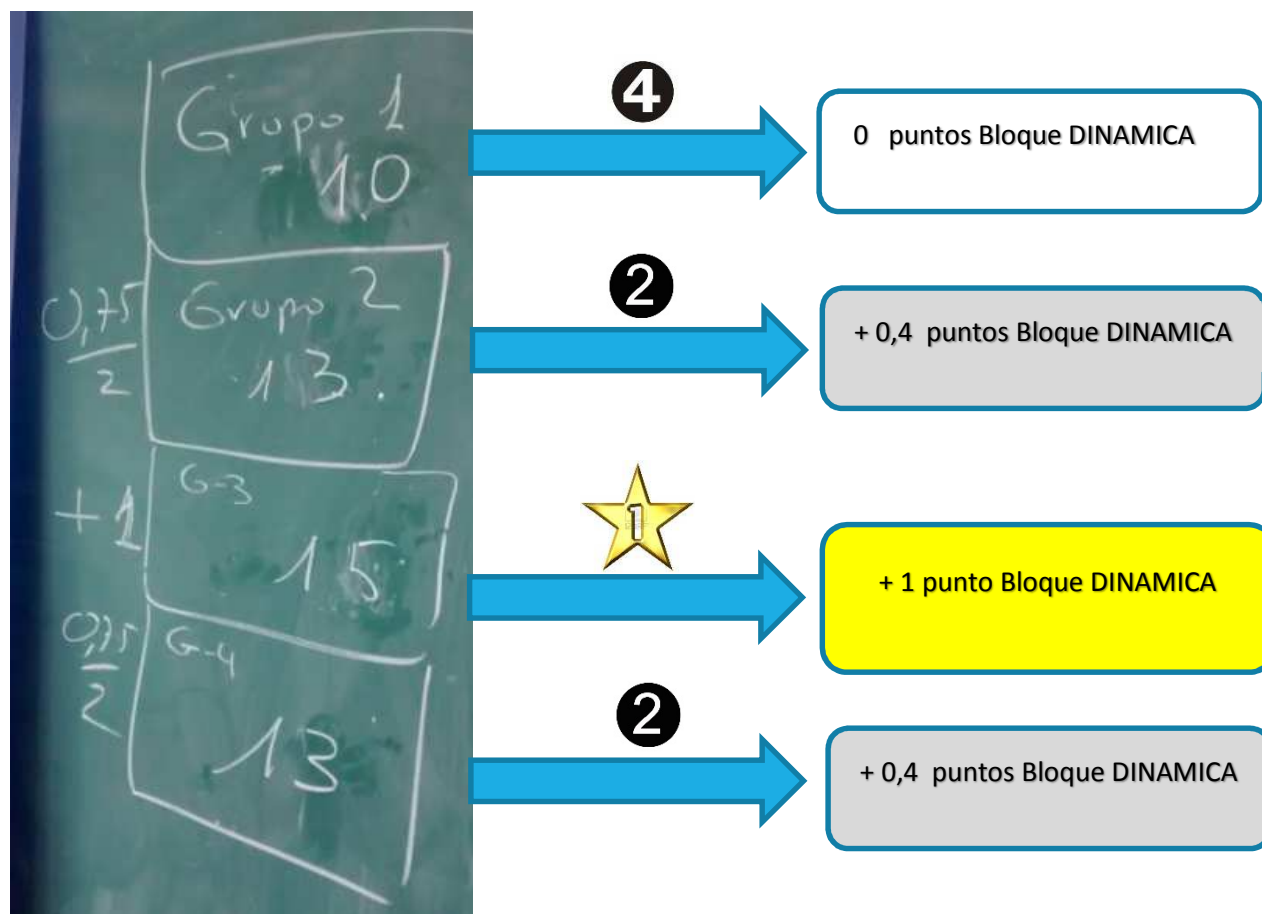 Grupo 1
10
4
0 puntos Bloque DINAMICA
0,75
2
Grupo 2
13
2
+ 0,4 puntos Bloque DINAMICA
+1
G-3
15
1
+ 1 punto Bloque DINAMICA
0,75
2
G-4
13
2
+ 0,4 puntos Bloque DINAMICA